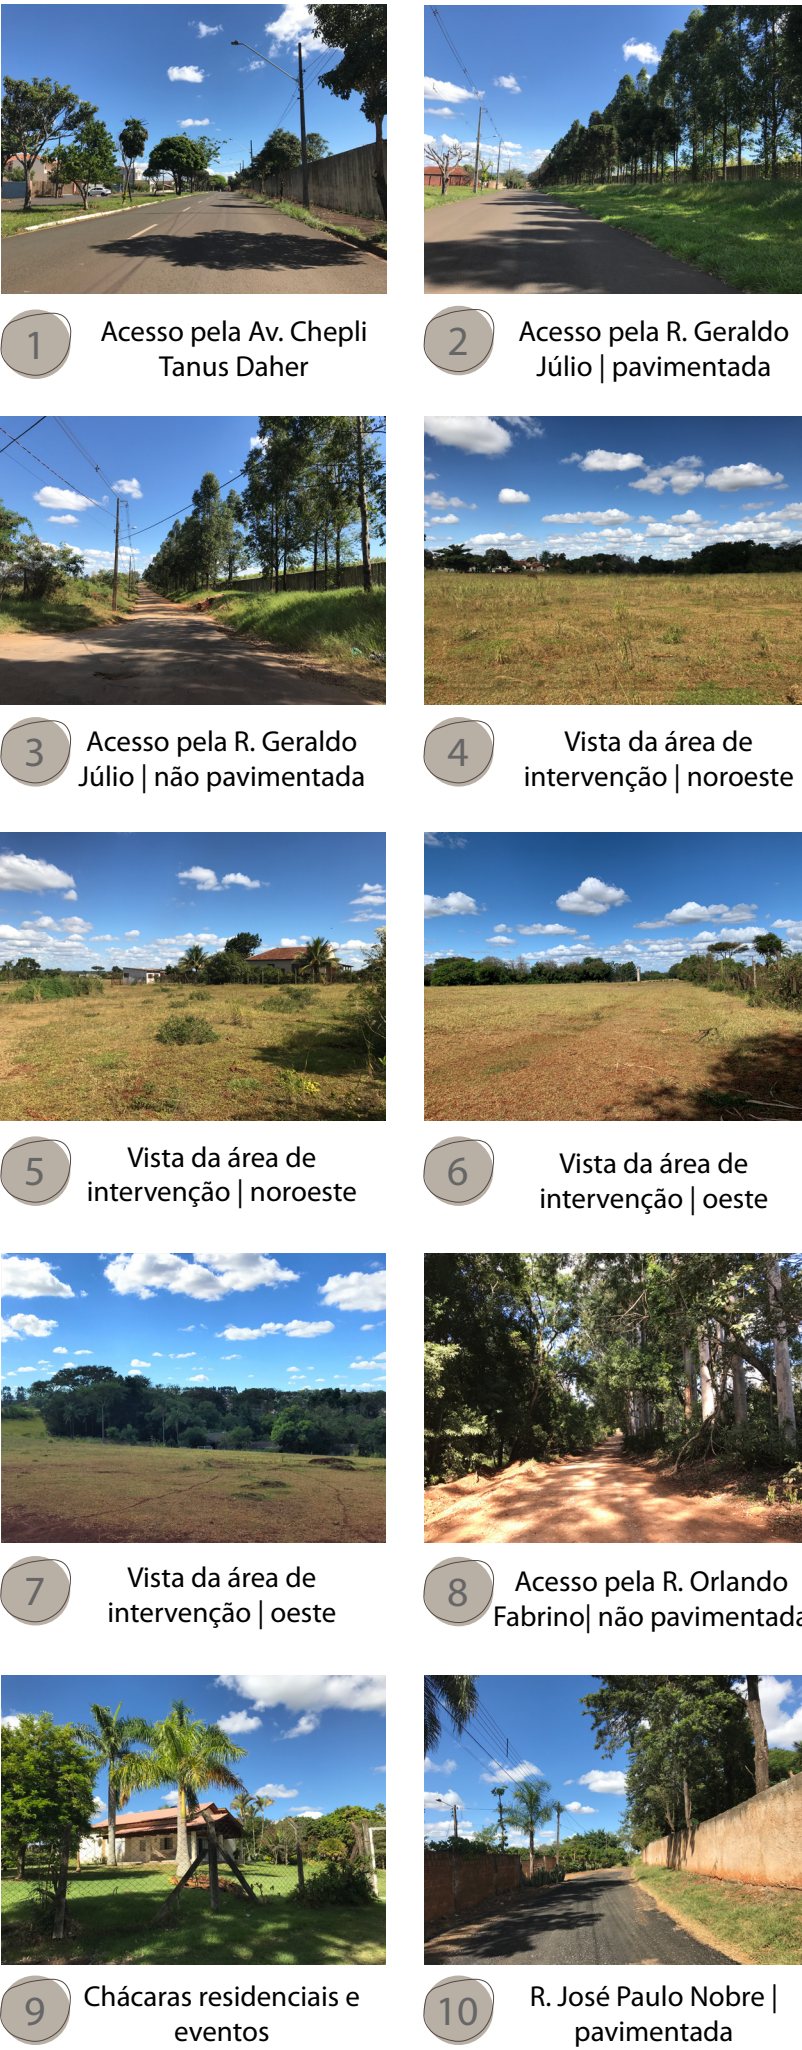 1
Acesso pela Av. Chepli
Tanus Daher
2
Acesso pela R. Geraldo
Júlio | pavimentada
3
Acesso pela R. Geraldo
Júlio | não pavimentada
4
Vista da área de
intervenção | noroeste
5
Vista da área de
intervenção | noroeste
6
Vista da área de
intervenção | oeste
7
Vista da área de
intervenção | oeste
8
Acesso pela R. Orlando
Fabrino| não pavimentada
9
Chácaras residenciais e
eventos
10
R. José Paulo Nobre |
pavimentada